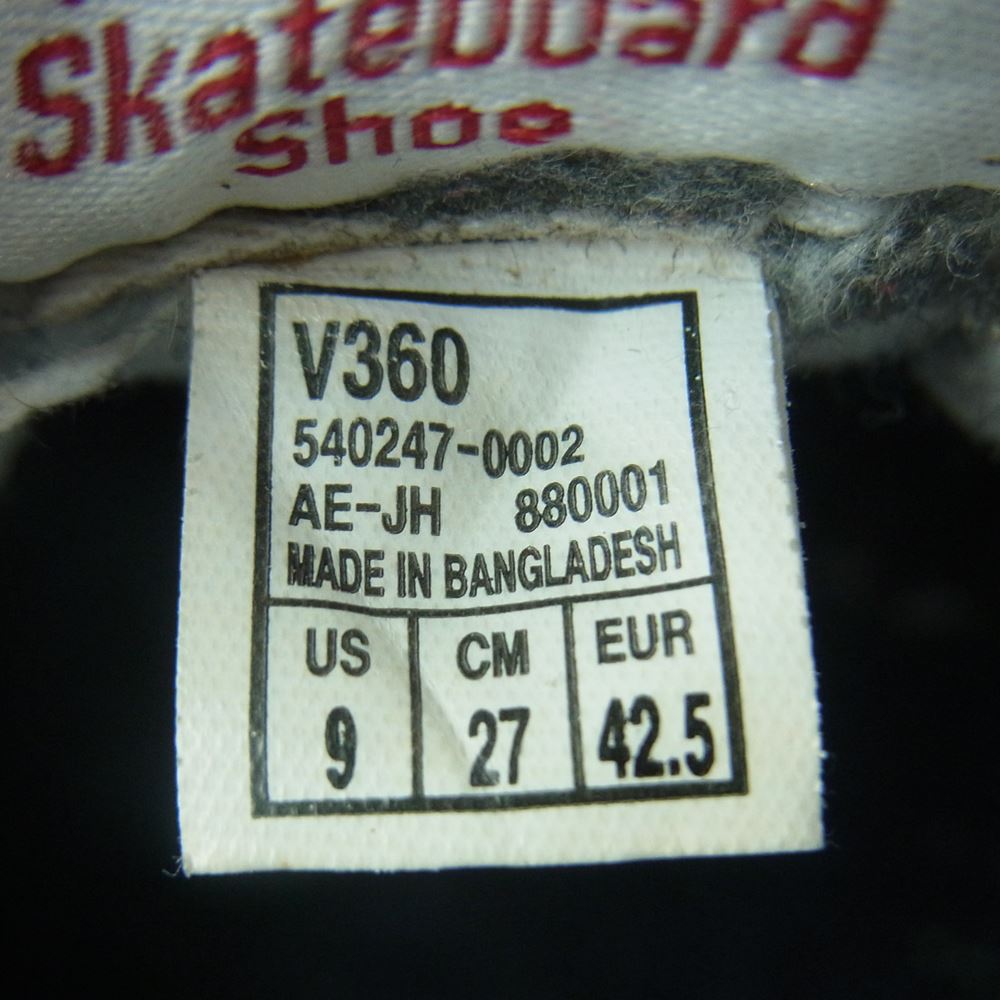 Skateboard
Shoe
V360
540247-0002
AE-JH 880001
MADE IN BANGLADESH
US CM EUR
9 27 42.5